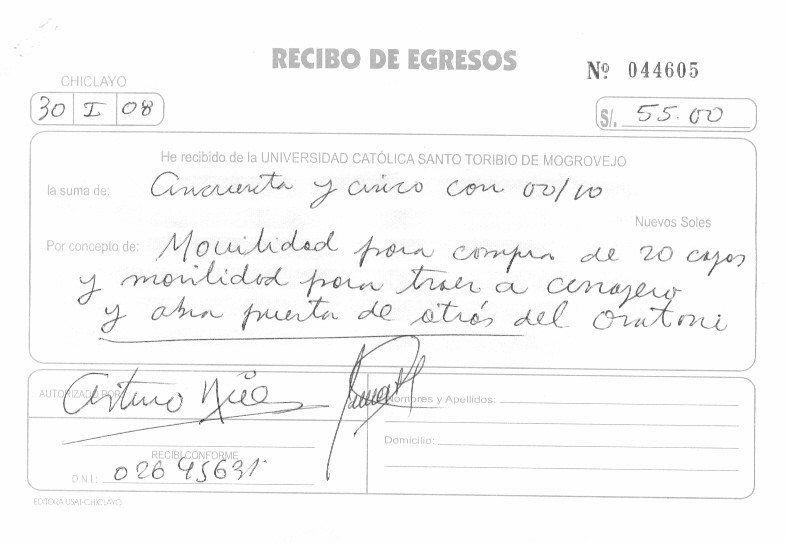 RECIBO DE EGRESOS
Nº 044605
CHICLAYO
30 I 08
S/. 55.00
He recibido de la UNIVERSIDAD CATÓLICA SANTO TORIBIO DE MOGROVEJO
la suma de: Cincuenta y cinco con 00/10
Nuevos Soles
Por concepto de: Movilidad para compra de 20 cajas
y movilidad para traer a cerrajero
y abra puerta de atrás del Oratori
AUTORIZADO POR Arturo
Nombres y Apellidos:
Domicilio:
RECIBI CONFORME
D.N.I.: 02645631
EDITORA USAT-CHICLAYO